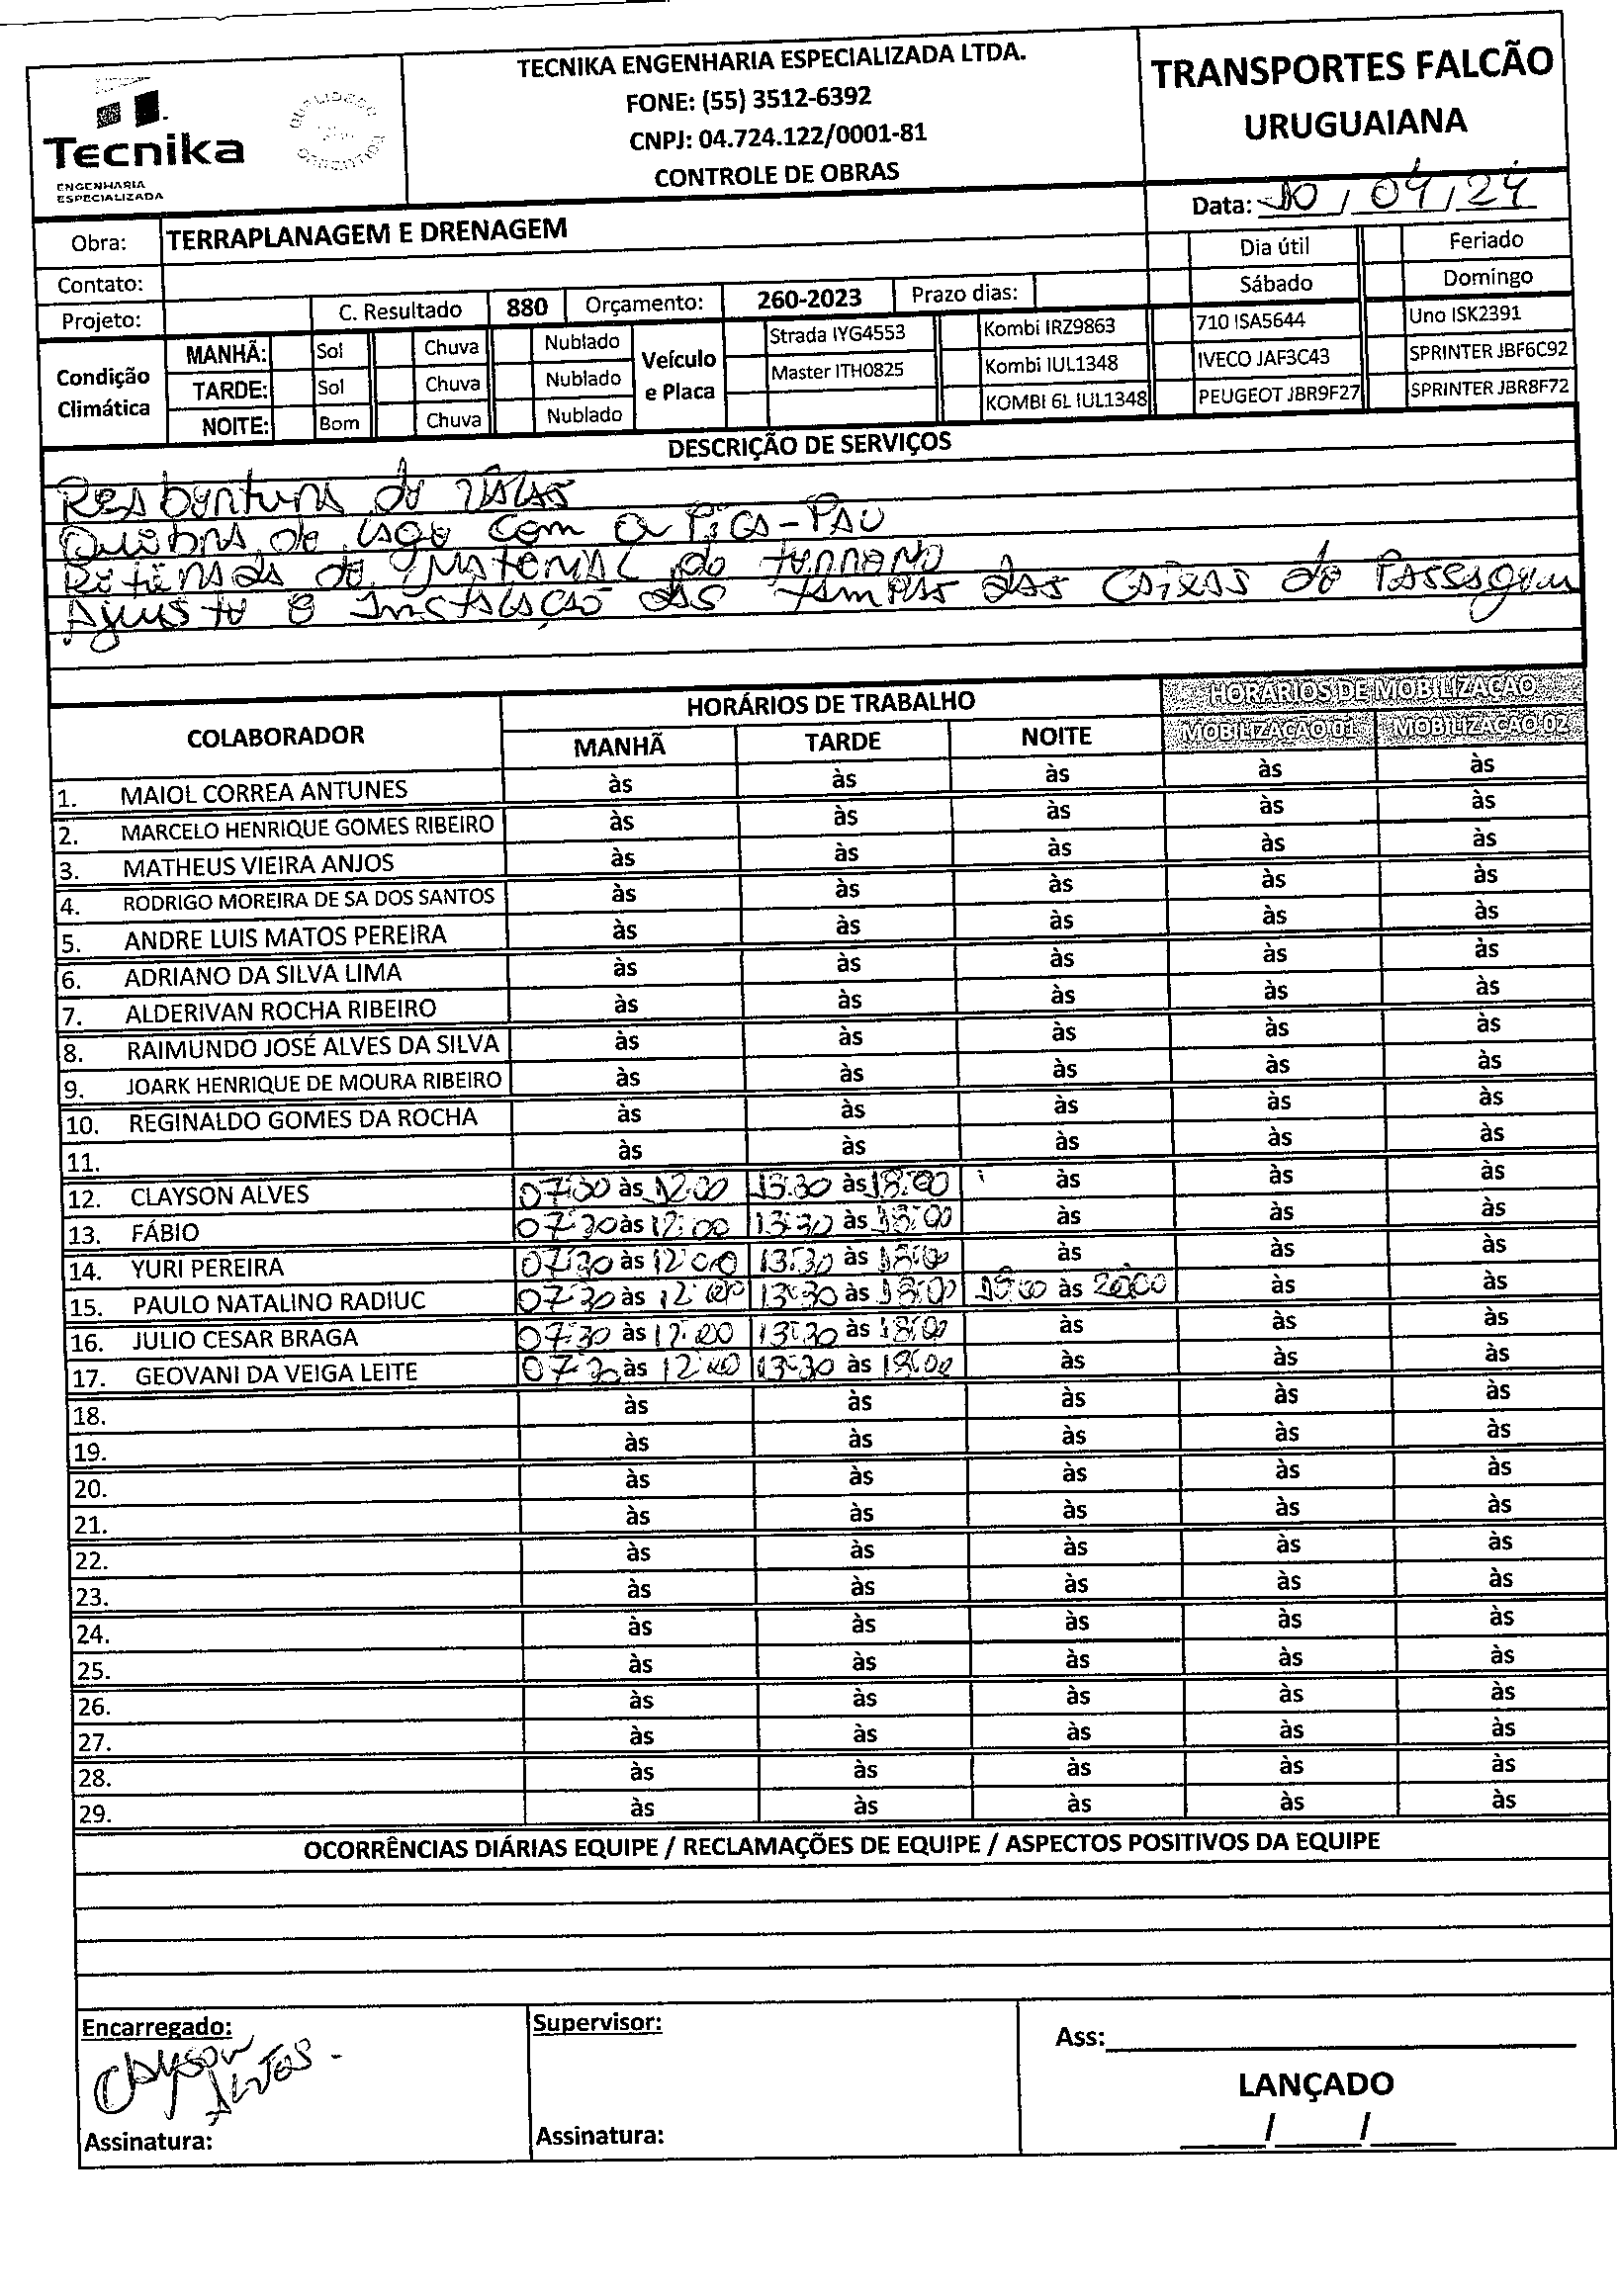 Tecnika
ENGENHARIA
ESPECIALIZADA
TECNIKA ENGENHARIA ESPECIALIZADA LTDA.
FONE: (55) 3512-6392
CNPJ: 04.724.122/0001-81
CONTROLE DE OBRAS
TRANSPORTES FALCÃO
URUGUAIANA
Data: 10/04/24
Obra: TERRAPLANAGEM E DRENAGEM
Dia útil Feriado
Contato:
Sábado Domingo
Projeto: C. Resultado 880 Orçamento: 260-2023 Prazo dias:
Condição Climática
MANHÃ: Sol Chuva Nublado
TARDE: Sol Chuva Nublado
NOITE: Bom Chuva Nublado
Veículo e Placa
Strada IYG4553 Kombi IRZ9863 710 ISA5644 Uno ISK2391
Master ITH0825 Kombi IUL1348 IVECO JAF3C43 SPRINTER JBF6C92
KOMBI 6L IUL1348 PEUGEOT JBR9F27 SPRINTER JBR8F72
DESCRIÇÃO DE SERVIÇOS
de Valas
com a Pica-Pau
Material do
Ajuste e Instalação das tampas das Caixas de Passagem
COLABORADOR HORÁRIOS DE TRABALHO HORÁRIOS DE MOBILIZAÇÃO
MANHÃ TARDE NOITE MOBILIZAÇAO 01 MOBILIZAÇAO 02
1. MAIOL CORREA ANTUNES às às às às às
2. MARCELO HENRIQUE GOMES RIBEIRO às às às às às
3. MATHEUS VIEIRA ANJOS às às às às às
4. RODRIGO MOREIRA DE SA DOS SANTOS às às às às às
5. ANDRE LUIS MATOS PEREIRA às às às às às
6. ADRIANO DA SILVA LIMA às às às às às
7. ALDERIVAN ROCHA RIBEIRO às às às às às
8. RAIMUNDO JOSÉ ALVES DA SILVA às às às às às
9. JOARK HENRIQUE DE MOURA RIBEIRO às às às às às
10. REGINALDO GOMES DA ROCHA às às às às às
11. às às às às às
12. CLAYSON ALVES 07:30 às 12:00 13:30 às 18:00 às às às
13. FÁBIO 07:30 às 12:00 13:30 às 18:00 às às às
14. YURI PEREIRA 07:30 às 12:00 13:30 às 18:00 às às às
15. PAULO NATALINO RADIUC 07:30 às 12:00 13:30 às 18:00 às 20:00 às às
16. JULIO CESAR BRAGA 07:30 às 12:00 13:30 às 18:00 às às às
17. GEOVANI DA VEIGA LEITE 07:30 às 12:00 13:30 às 18:00 às às às
18. às às às às às
19. às às às às às
20. às às às às às
21. às às às às às
22. às às às às às
23. às às às às às
24. às às às às às
25. às às às às às
26. às às às às às
27. às às às às às
28. às às às às às
29. às às às às às
OCORRÊNCIAS DIÁRIAS EQUIPE / RECLAMAÇÕES DE EQUIPE / ASPECTOS POSITIVOS DA EQUIPE
Encarregado:
Clayson
Alves
Assinatura:
Supervisor:
Assinatura:
Ass:
LANÇADO
/ /